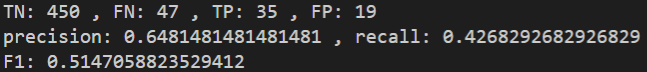 TN: 450 , FN: 47 , TP: 35 , FP: 19
precision: 0.6481481481481481 , recall: 0.4268292682926829
F1: 0.5147058823529412